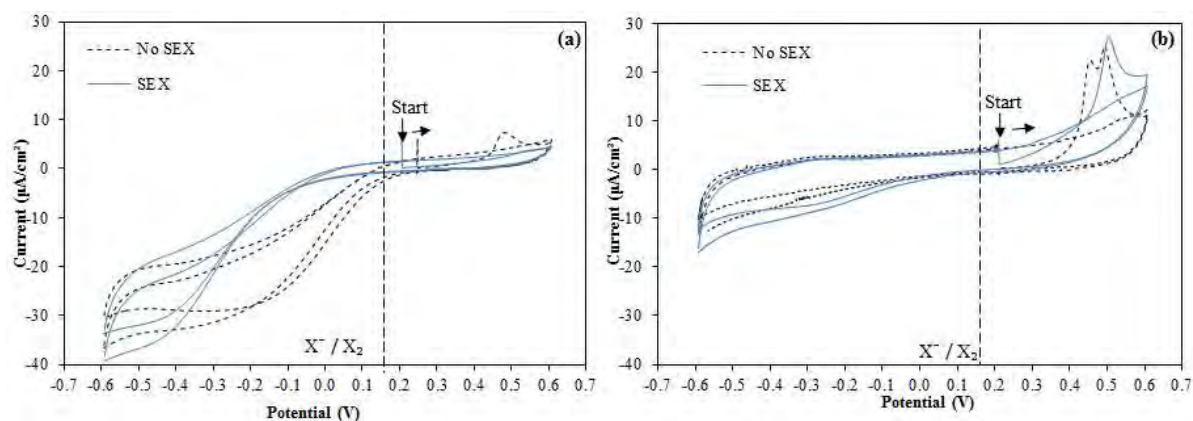 30
20
10
0
-10
-20
-30
-40
Current (µA/cm²)
No SEX
SEX
Start
(a)
X⁻ / X₂
-0.7 -0.6 -0.5 -0.4 -0.3 -0.2 -0.1 0.0 0.1 0.2 0.3 0.4 0.5 0.6 0.7
Potential (V)
30
20
10
0
-10
-20
-30
-40
Current (µA/cm²)
No SEX
SEX
Start
(b)
X⁻ / X₂
-0.7 -0.6 -0.5 -0.4 -0.3 -0.2 -0.1 0.0 0.1 0.2 0.3 0.4 0.5 0.6 0.7
Potential (V)